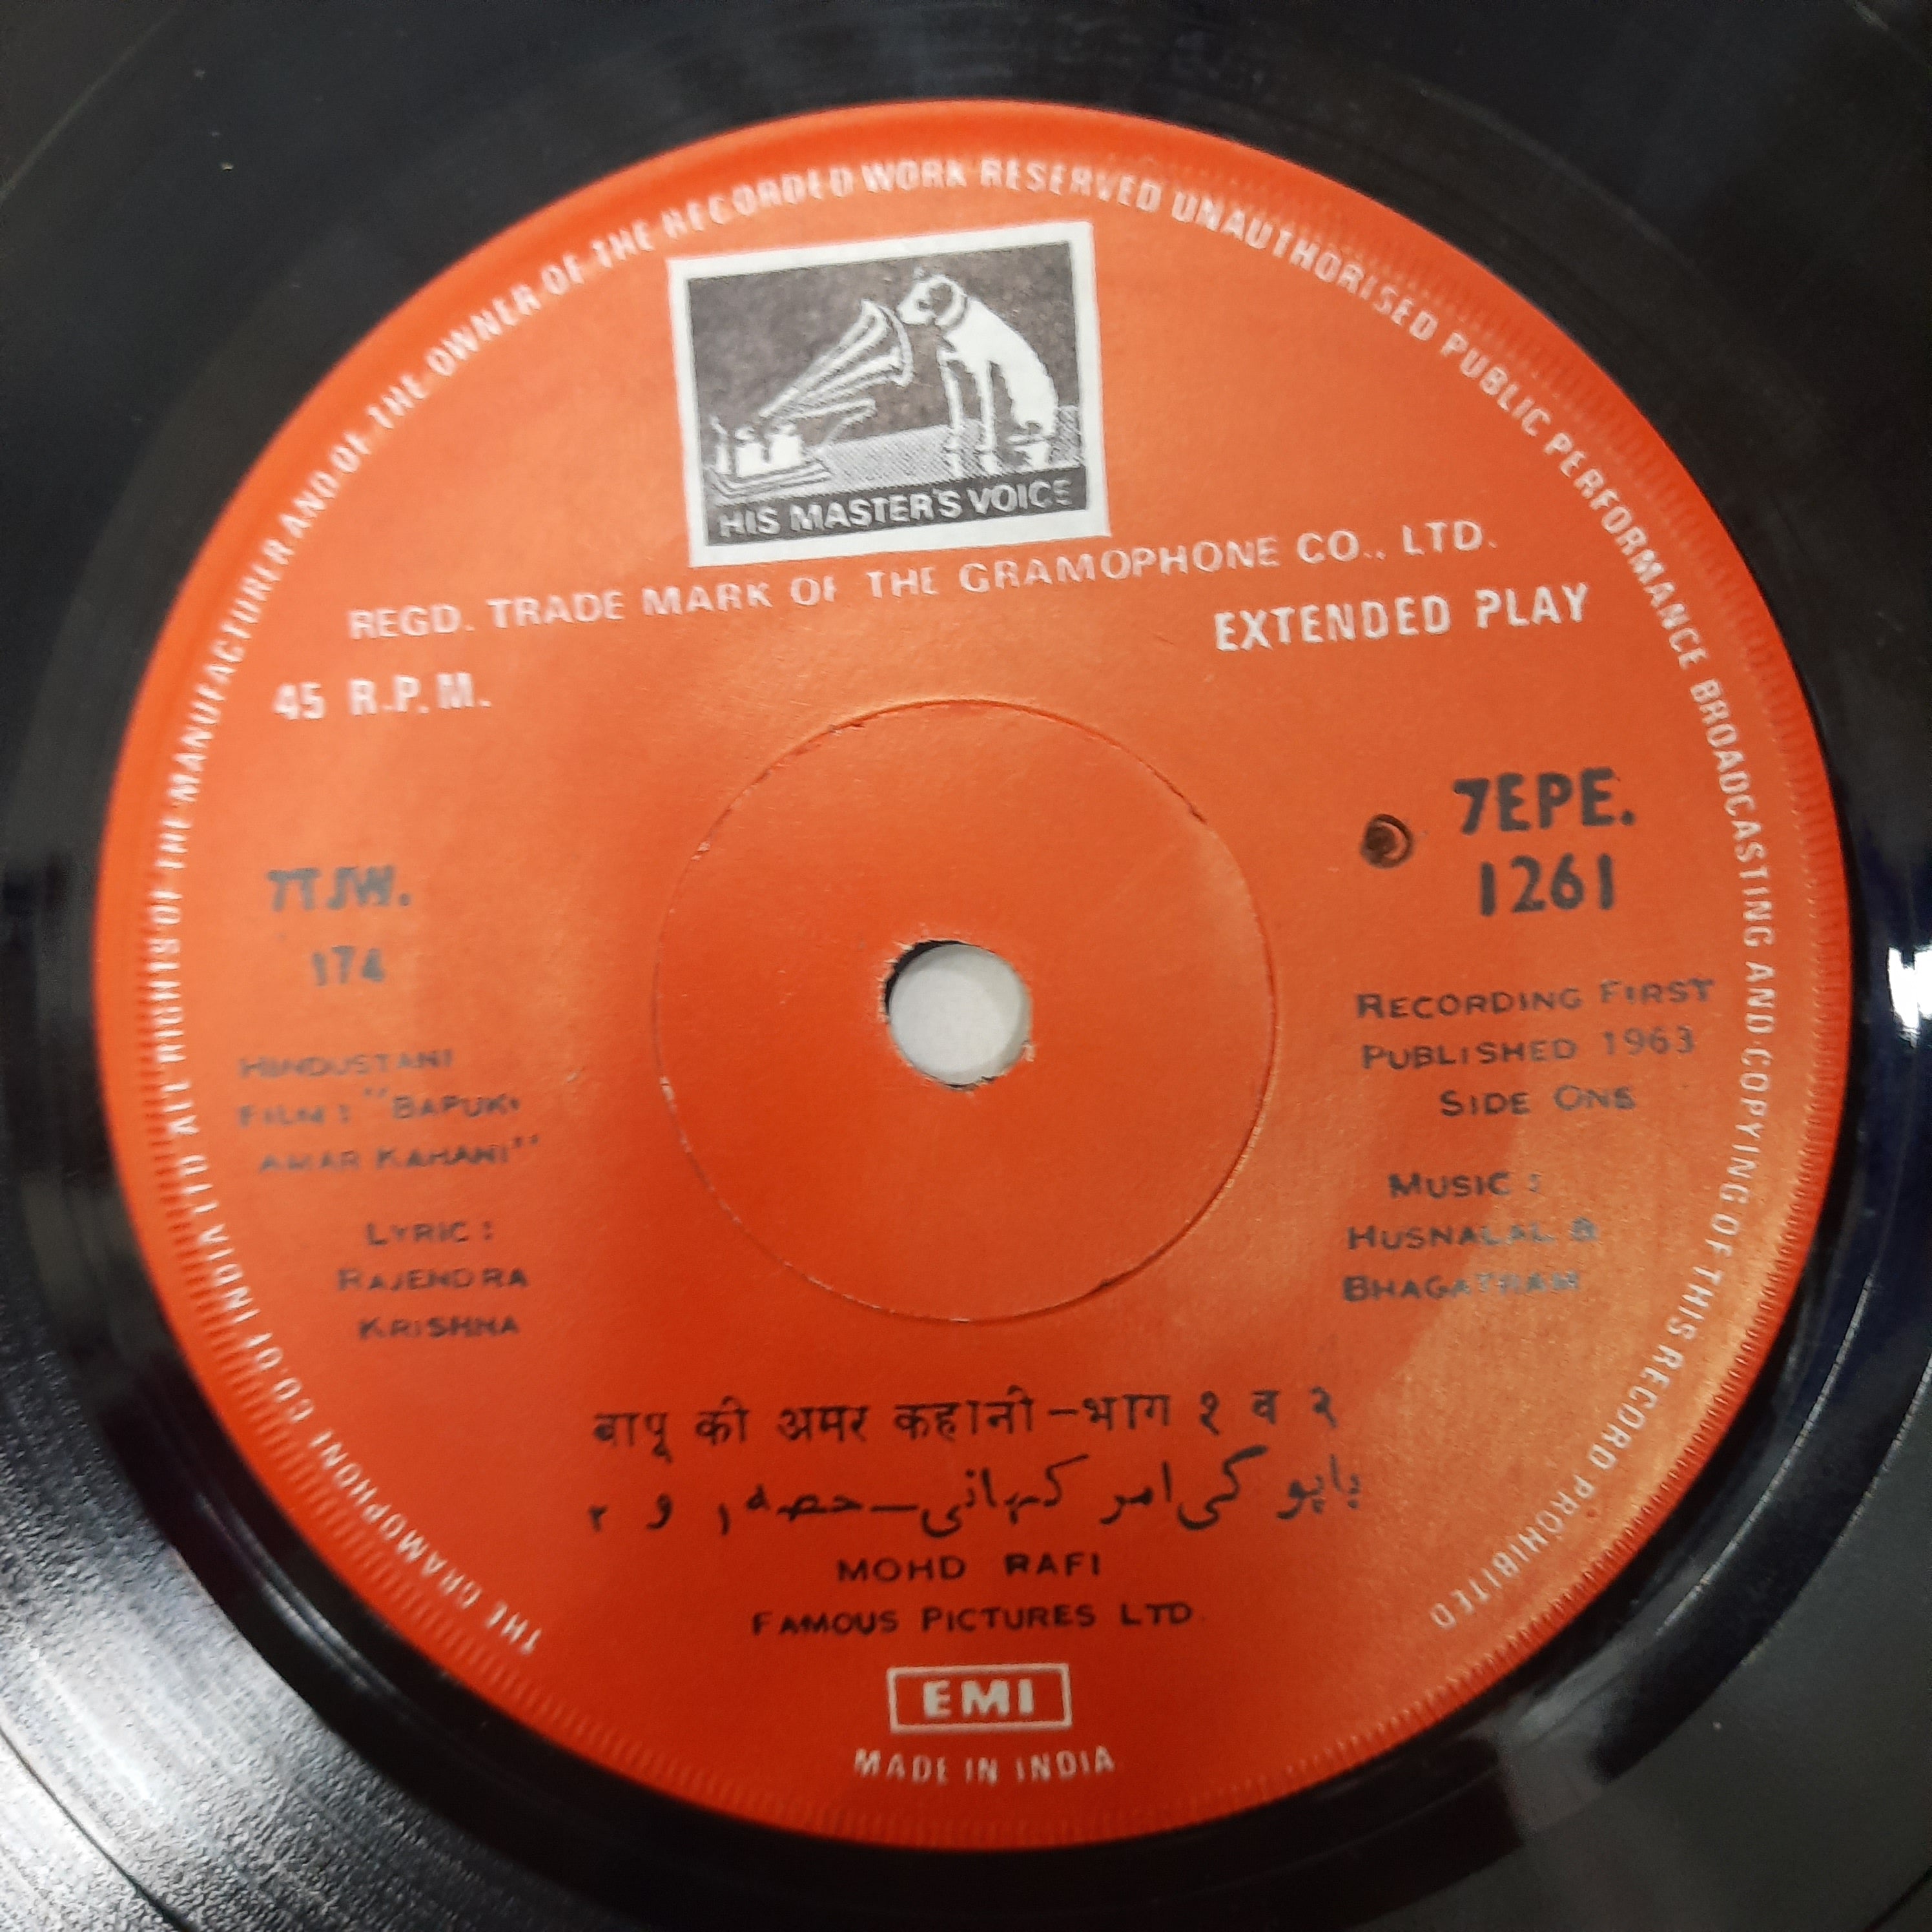 THE GRAMOPHONE CO. OF INDIA LTD ALL RIGHTS OF THE MANUFACTURER AND OF THE OWNER OF THE RECORDED WORK RESERVED UNAUTHORISED PUBLIC PERFORMANCE BROADCASTING AND COPYING OF THIS RECORD PROHIBITED
HIS MASTER'S VOICE
REGD. TRADE MARK OF THE GRAMOPHONE CO., LTD.
EXTENDED PLAY
45 R.P.M.
7EPE.
1261
7TJW.
174
RECORDING FIRST
PUBLISHED 1963
SIDE ONE
HINDUSTANI
FILM : "BAPUKI
AMAR KAHANI"
MUSIC :
HUSNALAL &
BHAGATRAM
LYRIC :
RAJENDRA
KRISHNA
बापू की अमर कहानी-भाग १ व २
باپو کی امر کہانی - حصہ ۱ و ۲
MOHD RAFI
FAMOUS PICTURES LTD.
EMI
MADE IN INDIA